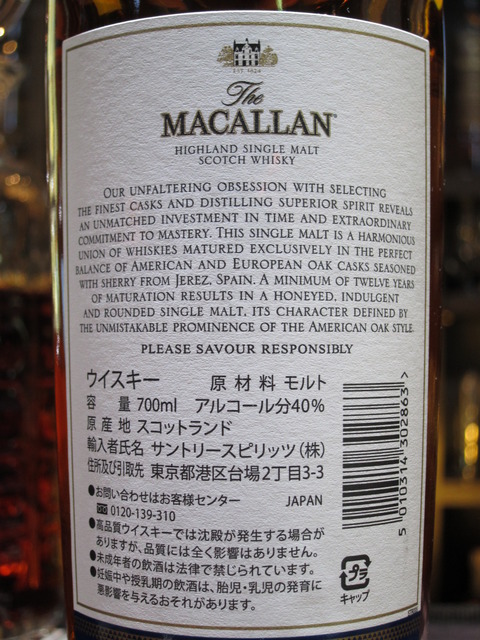 EST. 1824
The
MACALLAN
HIGHLAND SINGLE MALT
SCOTCH WHISKY
OUR UNFALTERING OBSESSION WITH SELECTING
THE FINEST CASKS AND DISTILLING SUPERIOR SPIRIT REVEALS
AN UNMATCHED INVESTMENT IN TIME AND EXTRAORDINARY
COMMITMENT TO MASTERY. THIS SINGLE MALT IS A HARMONIOUS
UNION OF WHISKIES MATURED EXCLUSIVELY IN THE PERFECT
BALANCE OF AMERICAN AND EUROPEAN OAK CASKS SEASONED
WITH SHERRY FROM JEREZ, SPAIN. A MINIMUM OF TWELVE YEARS
OF MATURATION RESULTS IN A HONEYED, INDULGENT
AND ROUNDED SINGLE MALT, ITS CHARACTER DEFINED BY
THE UNMISTAKABLE PROMINENCE OF THE AMERICAN OAK STYLE.
PLEASE SAVOUR RESPONSIBLY
ウイスキー 原材料 モルト
容 量 700ml アルコール分40%
原産地 スコットランド
輸入者氏名 サントリースピリッツ(株)
住所及び引取先 東京都港区台場2丁目3-3
●お問い合わせはお客様センター JAPAN
0120-139-310
●高品質ウイスキーでは沈殿が発生する場合が
ありますが、品質には全く影響はありません。
●未成年者の飲酒は法律で禁じられています。
●妊娠中や授乳期の飲酒は、胎児・乳児の発育に
悪影響を与えるおそれがあります。
5 010314 302863 >
プラ
キャップ